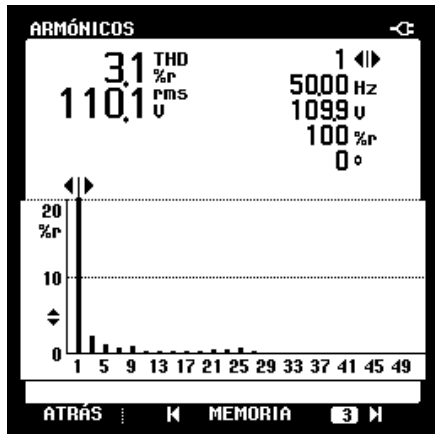 ARMÓNICOS
3,1 THD %r
110,1 rms V
1
50,00 Hz
109,9 V
100 %r
0 °
20
%r
10
0
1 5 9 13 17 21 25 29 33 37 41 45 49
ATRÁS MEMORIA 3